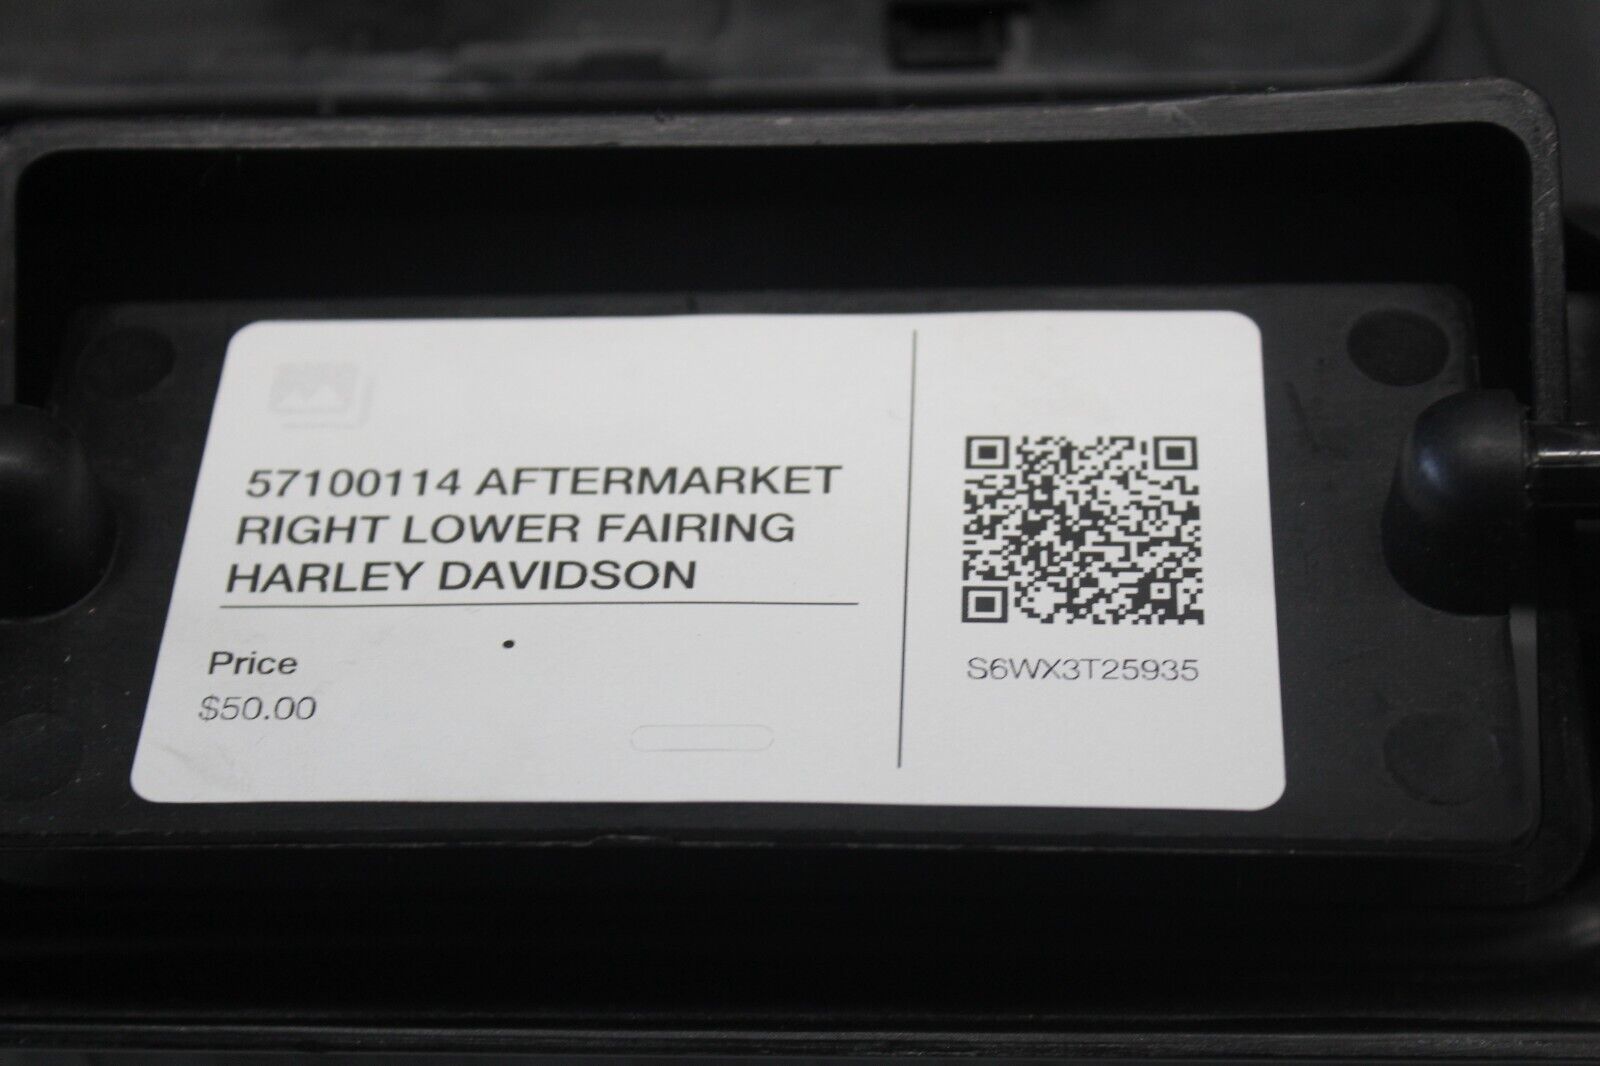 57100114 AFTERMARKET
RIGHT LOWER FAIRING
HARLEY DAVIDSON
Price
$50.00
S6WX3T25935